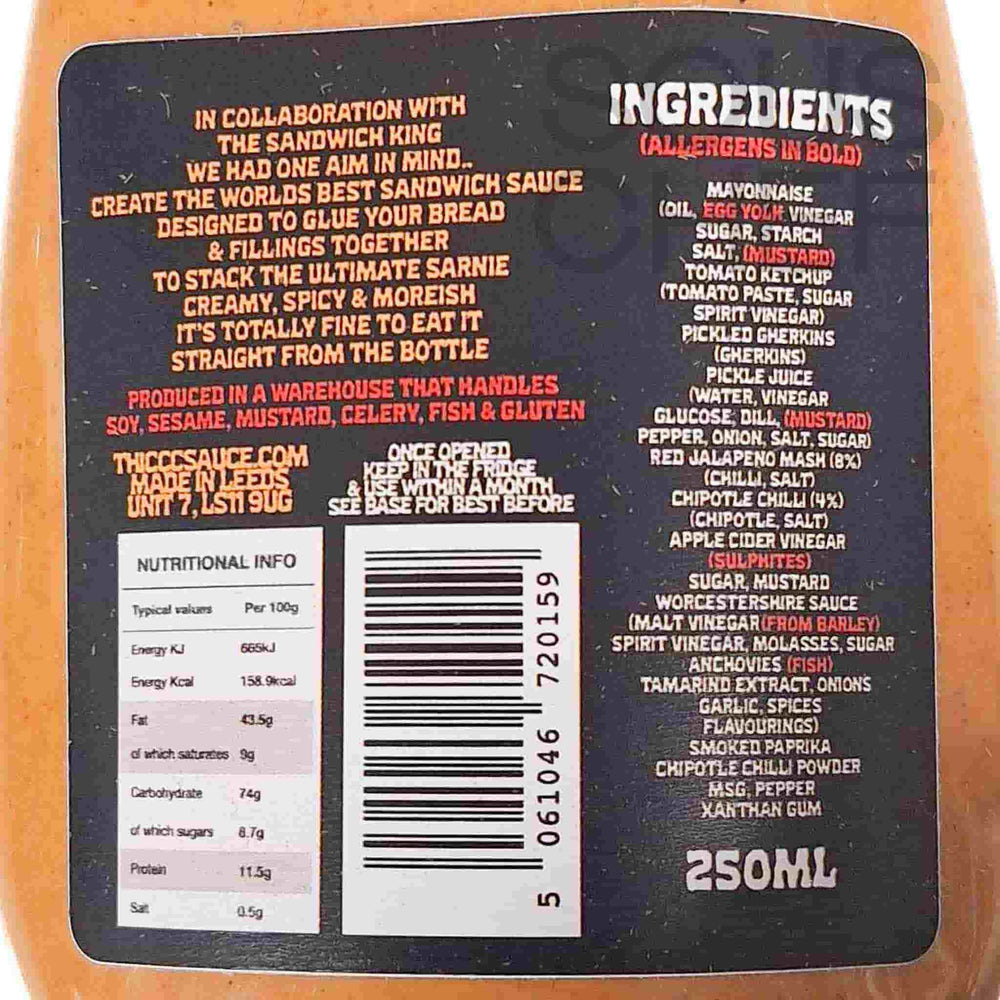 IN COLLABORATION WITH
THE SANDWICH KING
WE HAD ONE AIM IN MIND..
CREATE THE WORLDS BEST SANDWICH SAUCE
DESIGNED TO GLUE YOUR BREAD
& FILLINGS TOGETHER
TO STACK THE ULTIMATE SARNIE
CREAMY, SPICY & MOREISH
IT'S TOTALLY FINE TO EAT IT
STRAIGHT FROM THE BOTTLE
PRODUCED IN A WAREHOUSE THAT HANDLES
SOY, SESAME, MUSTARD, CELERY, FISH & GLUTEN
THICCCSAUCE.COM
MADE IN LEEDS
UNIT 7, LS11 9UG
ONCE OPENED
KEEP IN THE FRIDGE
& USE WITHIN A MONTH
SEE BASE FOR BEST BEFORE
NUTRITIONAL INFO
Typical values Per 100g
Energy KJ 665kJ
Energy Kcal 158.9kcal
Fat 43.5g
of which saturates 9g
Carbohydrate 74g
of which sugars 8.7g
Protein 11.5g
Salt 0.5g
5 061046 720159
INGREDIENTS
(ALLERGENS IN BOLD)
MAYONNAISE
(OIL, EGG YOLK VINEGAR
SUGAR, STARCH
SALT, (MUSTARD)
TOMATO KETCHUP
(TOMATO PASTE, SUGAR
SPIRIT VINEGAR)
PICKLED GHERKINS
(GHERKINS)
PICKLE JUICE
(WATER, VINEGAR
GLUCOSE, DILL, (MUSTARD)
PEPPER, ONION, SALT, SUGAR)
RED JALAPENO MASH (8%)
(CHILLI, SALT)
CHIPOTLE CHILLI (4%)
(CHIPOTLE, SALT)
APPLE CIDER VINEGAR
(SULPHITES)
SUGAR, MUSTARD
WORCESTERSHIRE SAUCE
(MALT VINEGAR (FROM BARLEY)
SPIRIT VINEGAR, MOLASSES, SUGAR
ANCHOVIES (FISH)
TAMARIND EXTRACT, ONIONS
GARLIC, SPICES
FLAVOURINGS)
SMOKED PAPRIKA
CHIPOTLE CHILLI POWDER
MSG, PEPPER
XANTHAN GUM
250ML